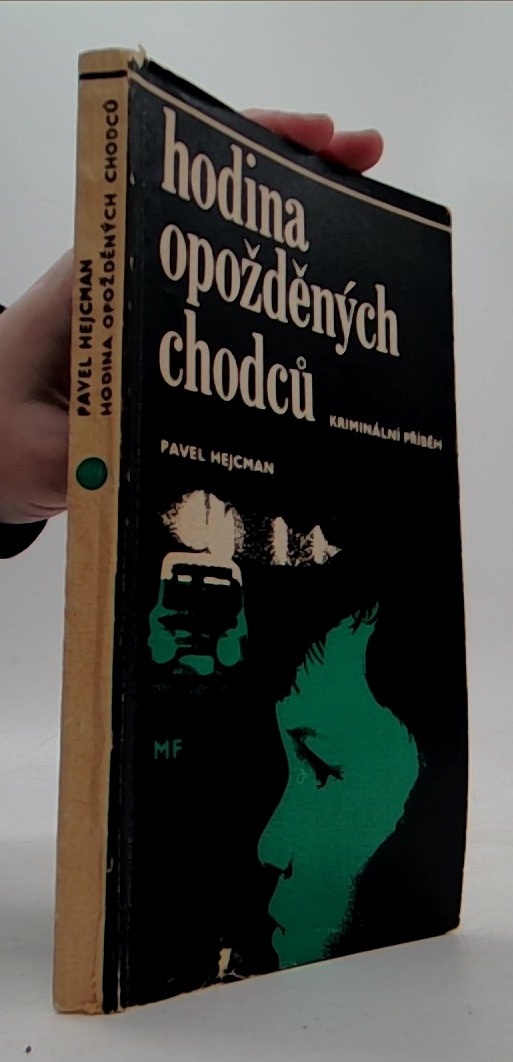 PAVEL HEJCMAN
HODINA OPOŽDĚNÝCH CHODCŮ
hodina
opožděných
chodců
KRIMINÁLNÍ PŘÍBĚH
PAVEL HEJCMAN
MF